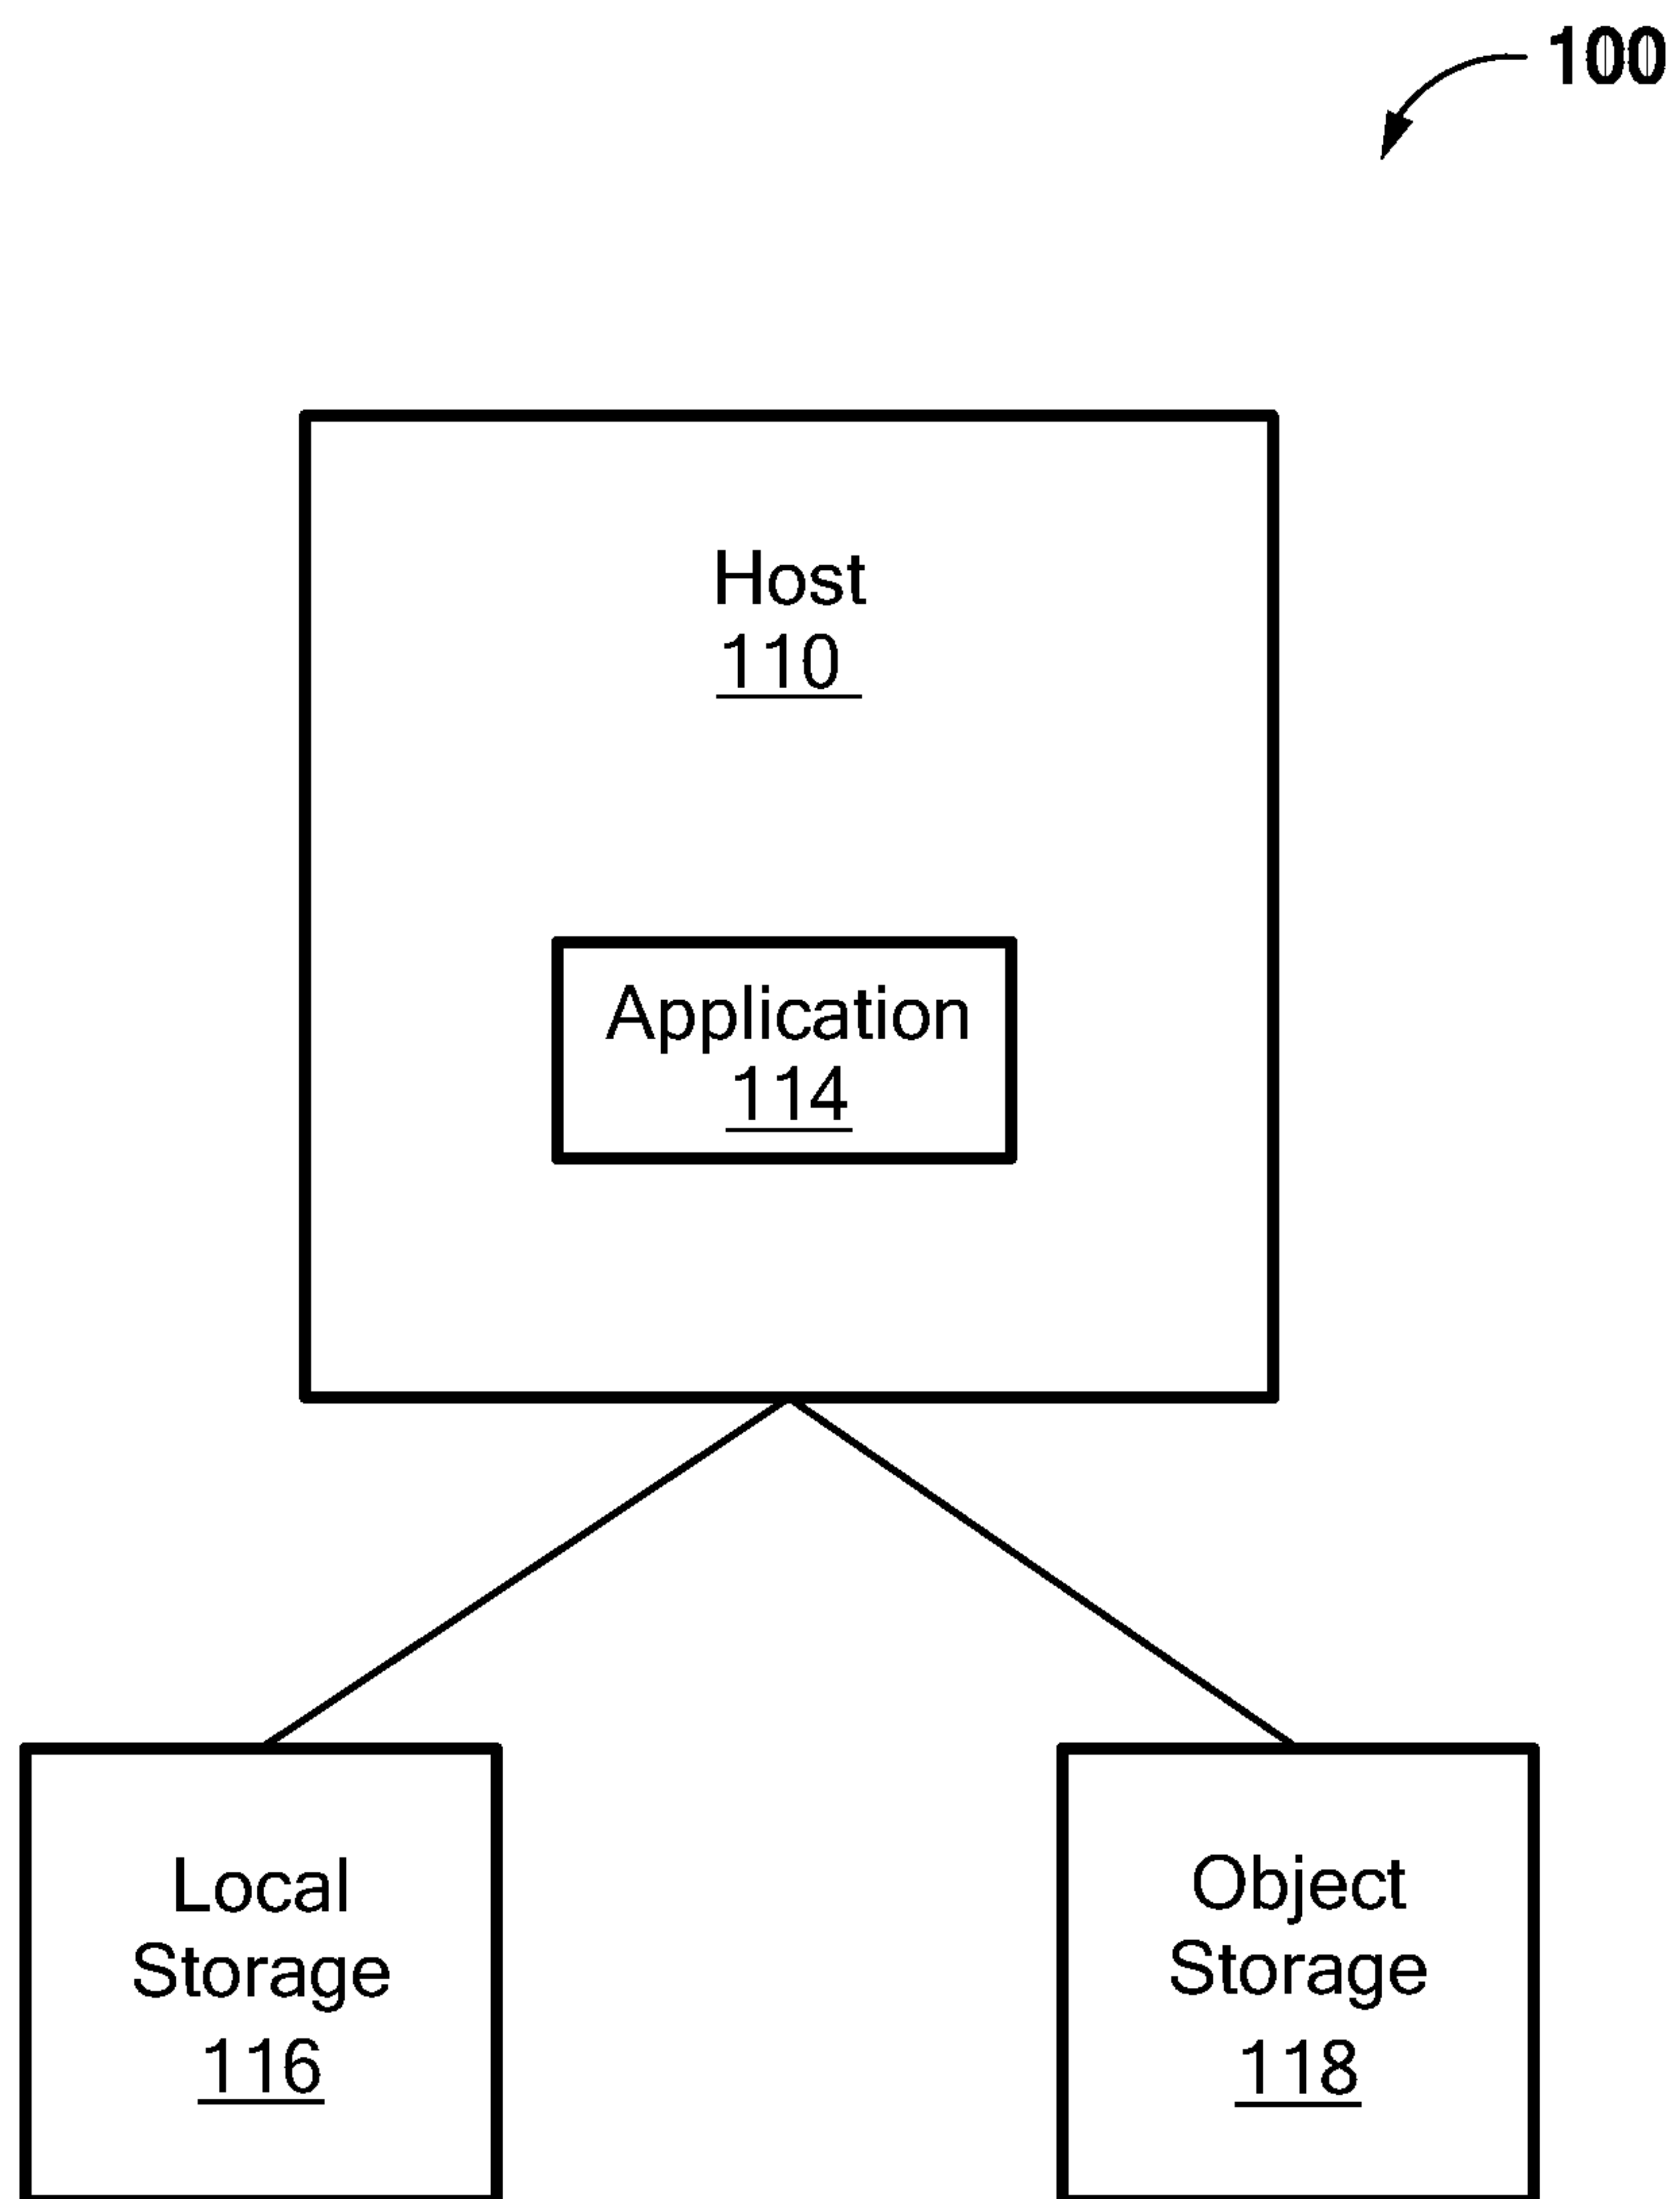 100
Host
110
Application
114
Local
Storage
116
Object
Storage
118